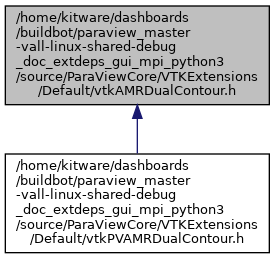 /home/kitware/dashboards
/buildbot/paraview_master
-vall-linux-shared-debug
_doc_extdeps_gui_mpi_python3
/source/ParaViewCore/VTKExtensions
/Default/vtkAMRDualContour.h
/home/kitware/dashboards
/buildbot/paraview_master
-vall-linux-shared-debug
_doc_extdeps_gui_mpi_python3
/source/ParaViewCore/VTKExtensions
/Default/vtkPVAMRDualContour.h